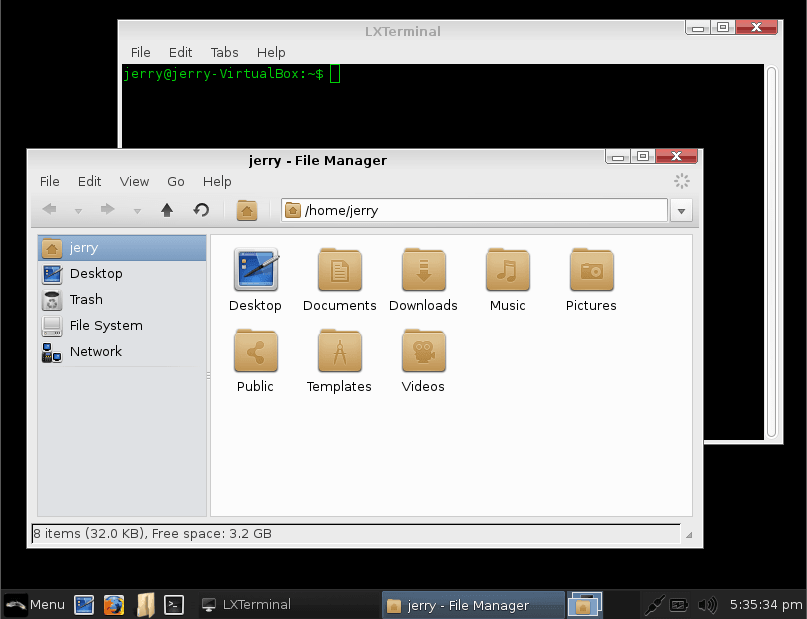 LXTerminal
File Edit Tabs Help
jerry@jerry-VirtualBox:~$
jerry - File Manager
File Edit View Go Help
/home/jerry
jerry
Desktop
Trash
File System
Network
Desktop Documents Downloads Music Pictures
Public Templates Videos
8 items (32.0 KB), Free space: 3.2 GB
Menu LXTerminal jerry - File Manager 5:35:34 pm